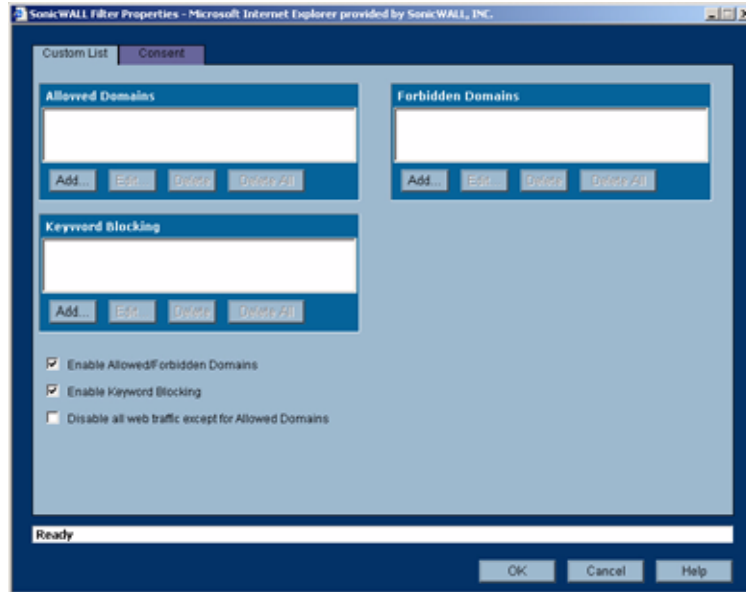 SonicWALL Filter Properties - Microsoft Internet Explorer provided by SonicWALL, INC.
Custom List Consent
Allowed Domains Forbidden Domains
Add... Edit... Delete Delete All Add... Edit... Delete Delete All
Keyword Blocking
Add... Edit... Delete Delete All
Enable Allowed/Forbidden Domains
Enable Keyword Blocking
Disable all web traffic except for Allowed Domains
Ready
OK Cancel Help